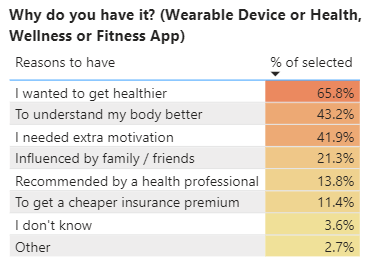 Why do you have it? (Wearable Device or Health,
Wellness or Fitness App)
Reasons to have % of selected
I wanted to get healthier 65.8%
To understand my body better 43.2%
I needed extra motivation 41.9%
Influenced by family / friends 21.3%
Recommended by a health professional 13.8%
To get a cheaper insurance premium 11.4%
I don't know 3.6%
Other 2.7%